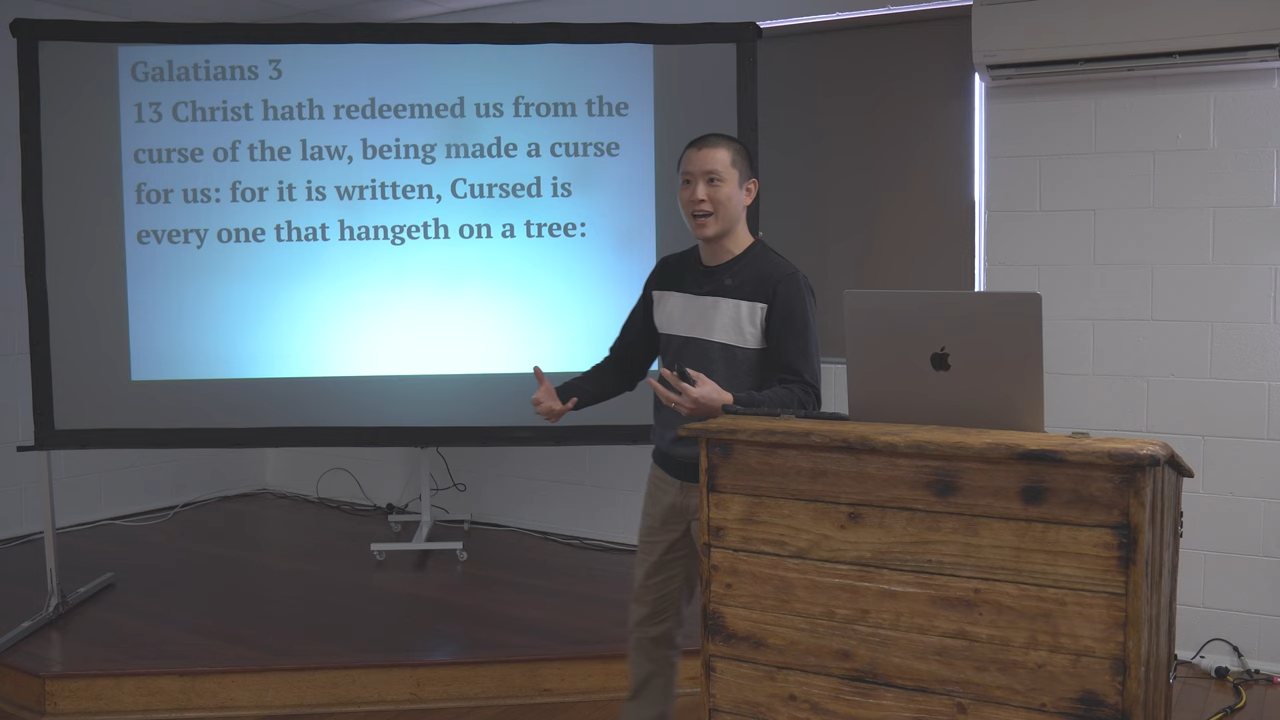 Galatians 3
13 Christ hath redeemed us from the
curse of the law, being made a curse
for us: for it is written, Cursed is
every one that hangeth on a tree: